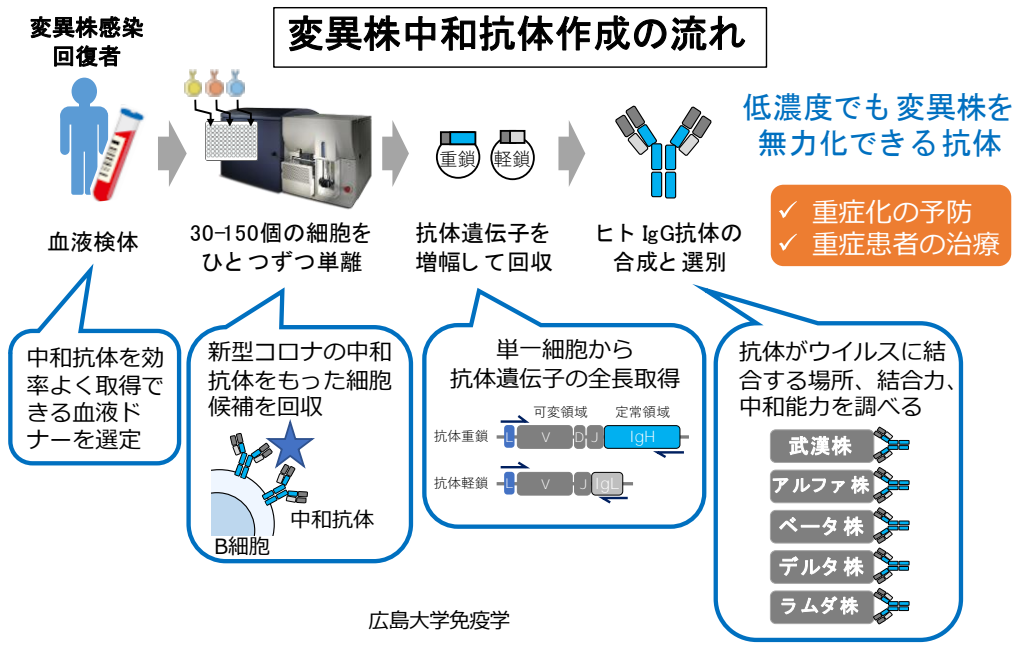 変異株中和抗体作成の流れ
変異株感染
回復者
血液検体
30-150個の細胞を
ひとつずつ単離
重鎖
軽鎖
抗体遺伝子を
増幅して回収
ヒトIgG抗体の
合成と選別
低濃度でも変異株を
無力化できる抗体
✓ 重症化の予防
✓ 重症患者の治療
中和抗体を効
率よく取得で
きる血液ド
ナーを選定
新型コロナの中和
抗体をもった細胞
候補を回収
中和抗体
B細胞
単一細胞から
抗体遺伝子の全長取得
可変領域 定常領域
抗体重鎖 L V D J IgH
抗体軽鎖 L V J IgL
抗体がウイルスに結
合する場所、結合力、
中和能力を調べる
武漢株
アルファ株
ベータ株
デルタ株
ラムダ株
広島大学免疫学